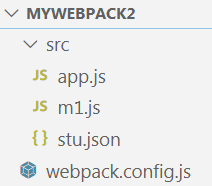 MYWEBPACK2
src
JS app.js
JS m1.js
{} stu.json
webpack.config.js